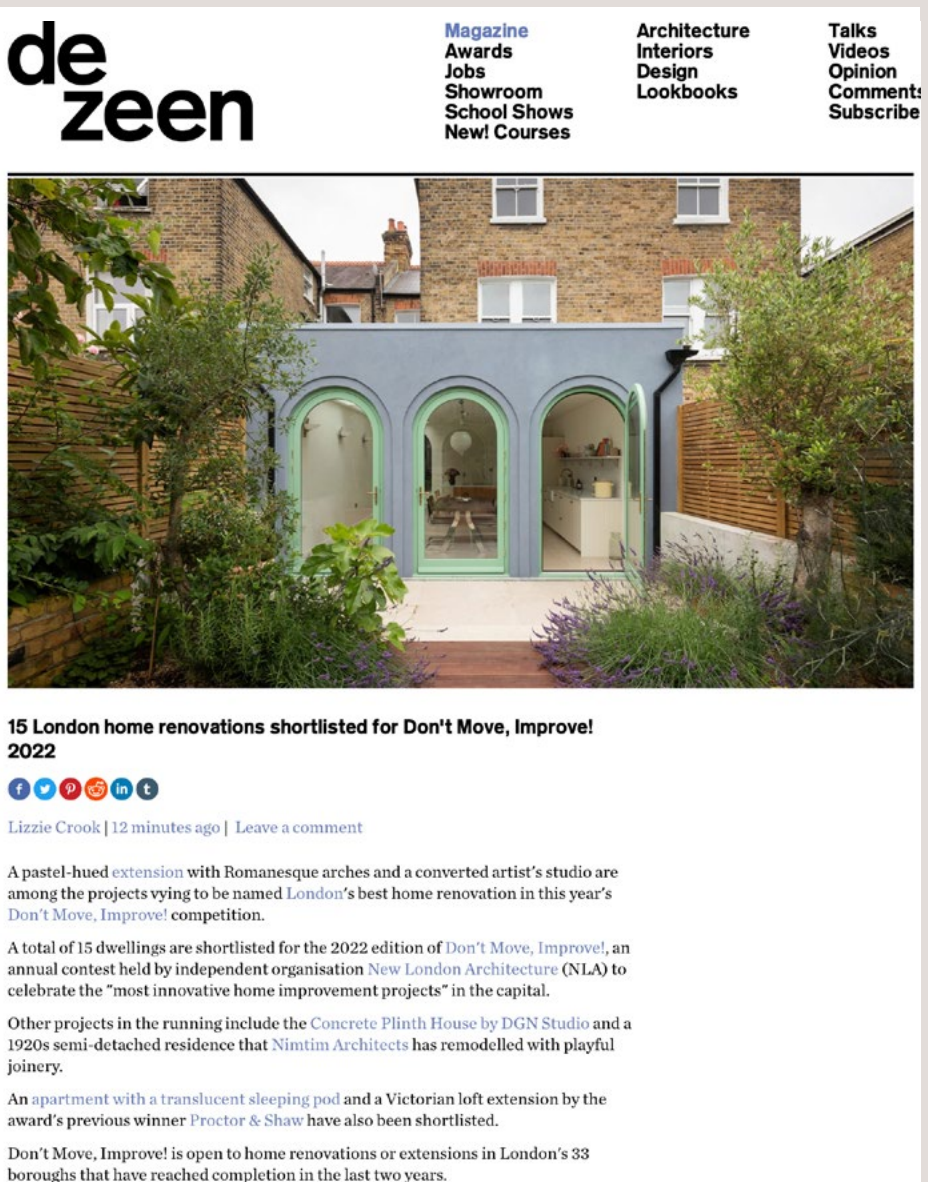 de
zeen
Magazine
Awards
Jobs
Showroom
School Shows
New! Courses
Architecture
Interiors
Design
Lookbooks
Talks
Videos
Opinion
Comments
Subscribe
15 London home renovations shortlisted for Don't Move, Improve!
2022
Lizzie Crook | 12 minutes ago | Leave a comment
A pastel-hued extension with Romanesque arches and a converted artist's studio are
among the projects vying to be named London's best home renovation in this year's
Don't Move, Improve! competition.
A total of 15 dwellings are shortlisted for the 2022 edition of Don't Move, Improve!, an
annual contest held by independent organisation New London Architecture (NLA) to
celebrate the "most innovative home improvement projects" in the capital.
Other projects in the running include the Concrete Plinth House by DGN Studio and a
1920s semi-detached residence that Nimtim Architects has remodelled with playful
joinery.
An apartment with a translucent sleeping pod and a Victorian loft extension by the
award's previous winner Proctor & Shaw have also been shortlisted.
Don't Move, Improve! is open to home renovations or extensions in London's 33
boroughs that have reached completion in the last two years.